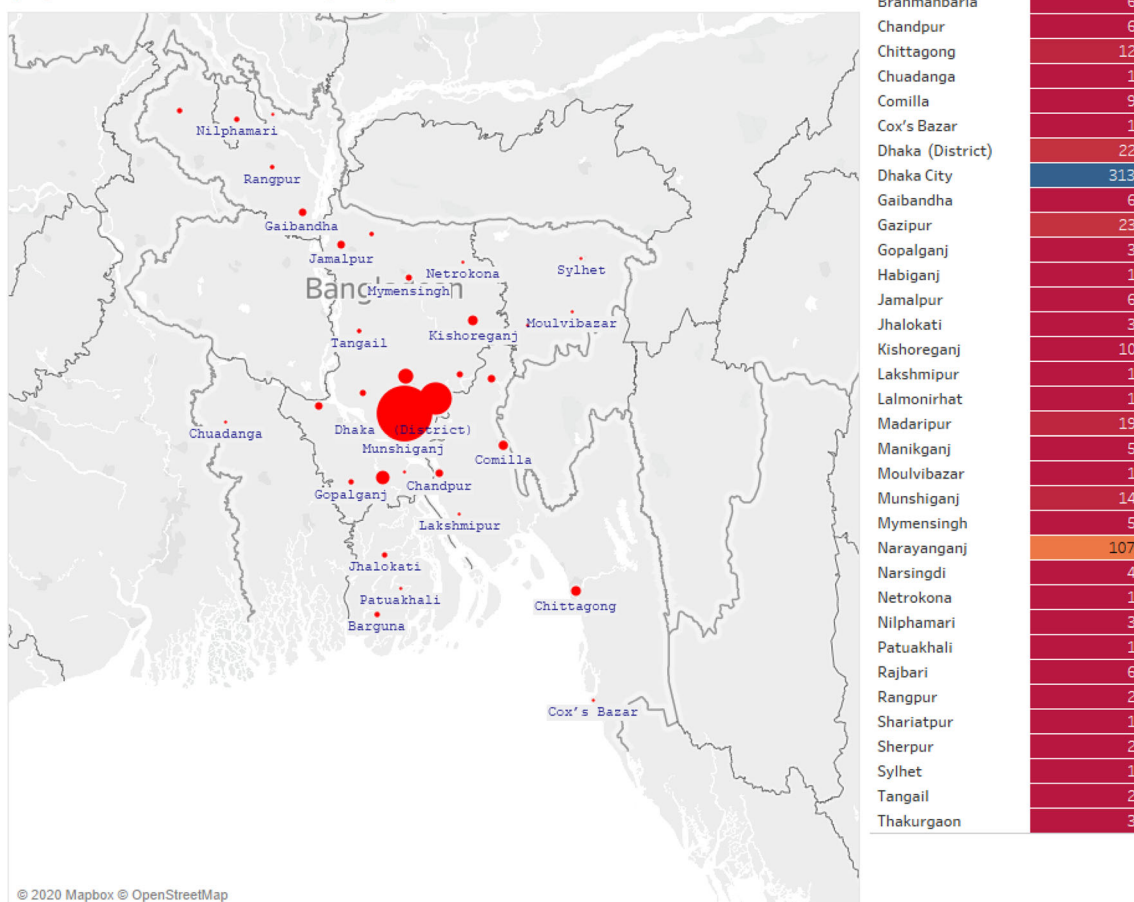 Nilphamari
Rangpur
Gaibandha
Jamalpur
Netrokona
Sylhet
Bangladesh
Mymensingh
Moulvibazar
Kishoreganj
Tangail
Dhaka (District)
Chuadanga
Munshiganj
Comilla
Chandpur
Gopalganj
Lakshmipur
Jhalokati
Patuakhali
Chittagong
Barguna
Cox's Bazar
© 2020 Mapbox © OpenStreetMap
Brahmanbaria 6
Chandpur 6
Chittagong 12
Chuadanga 1
Comilla 9
Cox's Bazar 1
Dhaka (District) 22
Dhaka City 313
Gaibandha 6
Gazipur 23
Gopalganj 3
Habiganj 1
Jamalpur 6
Jhalokati 3
Kishoreganj 10
Lakshmipur 1
Lalmonirhat 1
Madaripur 19
Manikganj 5
Moulvibazar 1
Munshiganj 14
Mymensingh 5
Narayanganj 107
Narsingdi 4
Netrokona 1
Nilphamari 3
Patuakhali 1
Rajbari 6
Rangpur 2
Shariatpur 1
Sherpur 2
Sylhet 1
Tangail 2
Thakurgaon 3